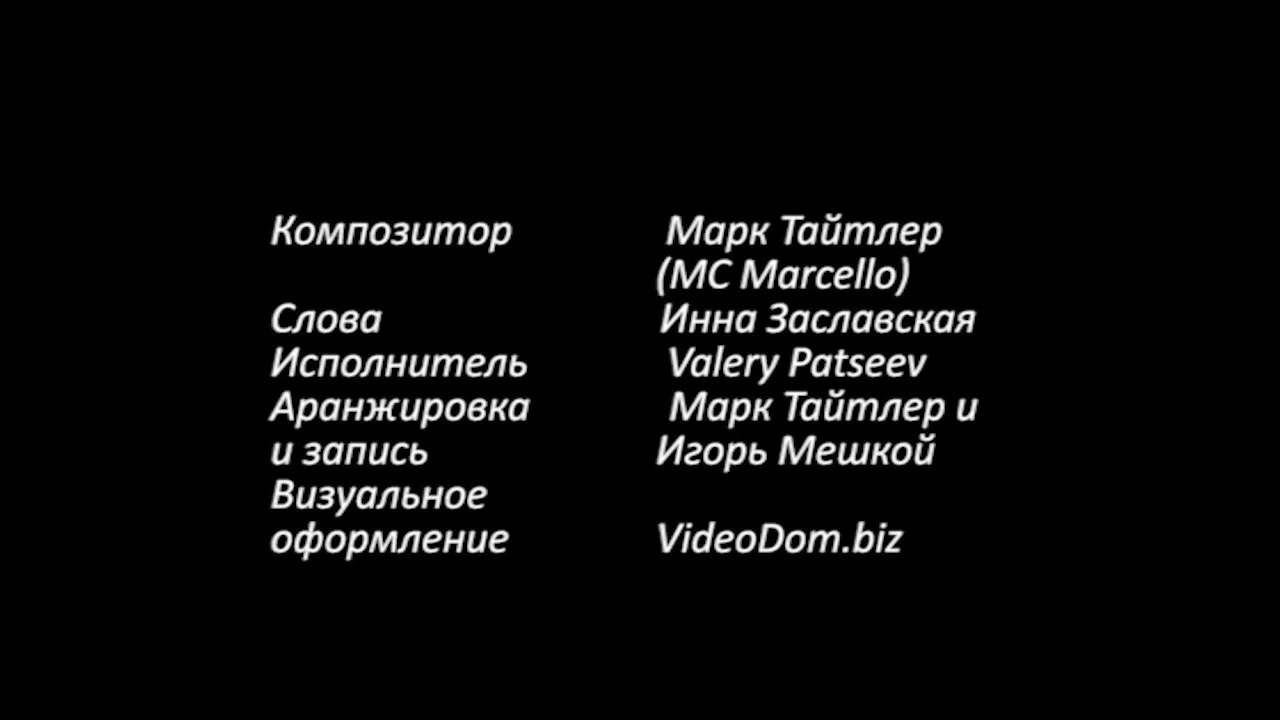 Композитор Марк Тайтлер
(MC Marcello)
Слова Инна Заславская
Исполнитель Valery Patseev
Аранжировка Марк Тайтлер и
и запись Игорь Мешкой
Визуальное
оформление VideoDom.biz